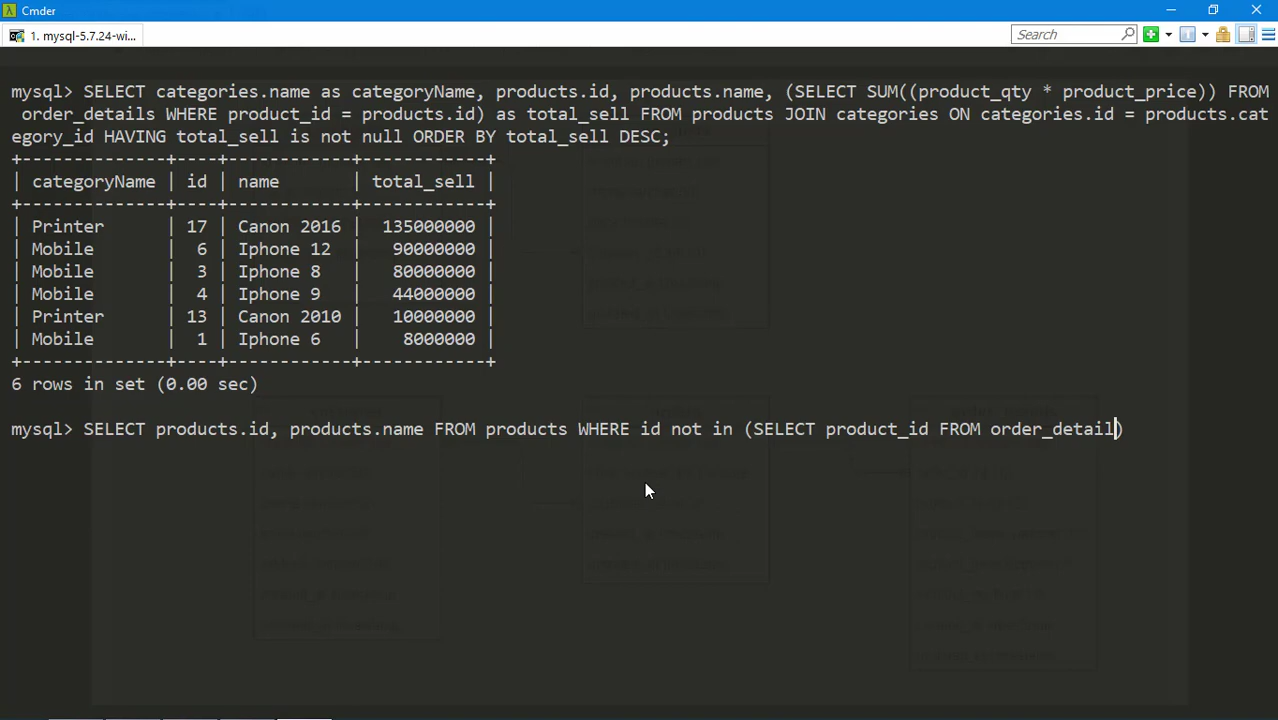 Cmder
1. mysql-5.7.24-wi...
Search
mysql> SELECT categories.name as categoryName, products.id, products.name, (SELECT SUM((product_qty * product_price)) FROM
order_details WHERE product_id = products.id) as total_sell FROM products JOIN categories ON categories.id = products.cat
egory_id HAVING total_sell is not null ORDER BY total_sell DESC;
+--------------+----+------------+------------+
| categoryName | id | name       | total_sell |
+--------------+----+------------+------------+
| Printer      | 17 | Canon 2016 |  135000000 |
| Mobile       |  6 | Iphone 12  |   90000000 |
| Mobile       |  3 | Iphone 8   |   80000000 |
| Mobile       |  4 | Iphone 9   |   44000000 |
| Printer      | 13 | Canon 2010 |   10000000 |
| Mobile       |  1 | Iphone 6   |    8000000 |
+--------------+----+------------+------------+
6 rows in set (0.00 sec)
mysql> SELECT products.id, products.name FROM products WHERE id not in (SELECT product_id FROM order_detail)